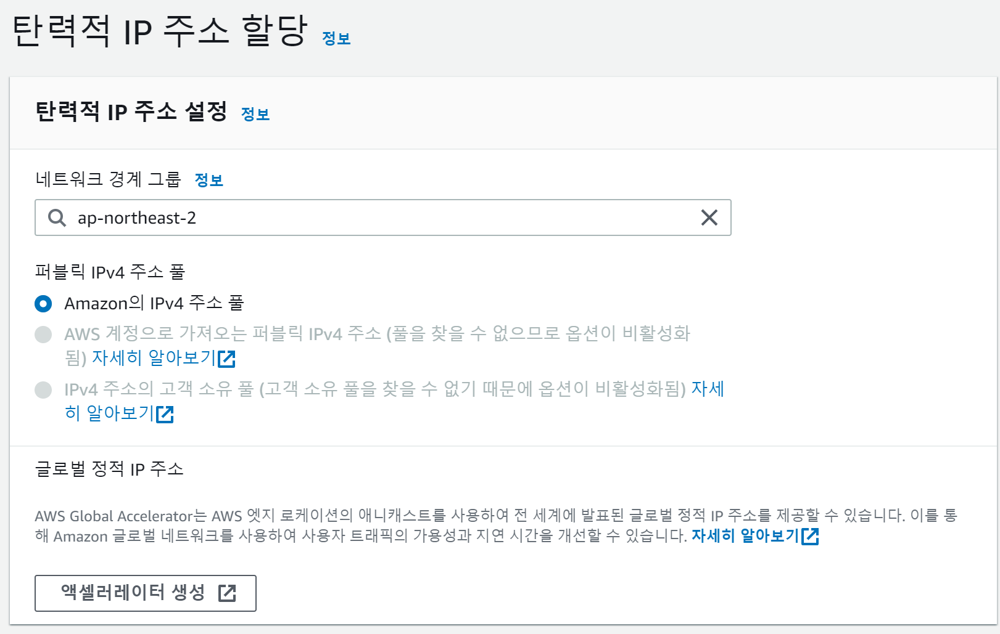 탄력적 IP 주소 할당 정보
탄력적 IP 주소 설정 정보
네트워크 경계 그룹 정보
ap-northeast-2
퍼블릭 IPv4 주소 풀
Amazon의 IPv4 주소 풀
AWS 계정으로 가져오는 퍼블릭 IPv4 주소 (풀을 찾을 수 없으므로 옵션이 비활성화
됨) 자세히 알아보기
IPv4 주소의 고객 소유 풀 (고객 소유 풀을 찾을 수 없기 때문에 옵션이 비활성화됨) 자세
히 알아보기
글로벌 정적 IP 주소
AWS Global Accelerator는 AWS 엣지 로케이션의 애니캐스트를 사용하여 전 세계에 발표된 글로벌 정적 IP 주소를 제공할 수 있습니다. 이를 통
해 Amazon 글로벌 네트워크를 사용하여 사용자 트래픽의 가용성과 지연 시간을 개선할 수 있습니다. 자세히 알아보기
액셀러레이터 생성